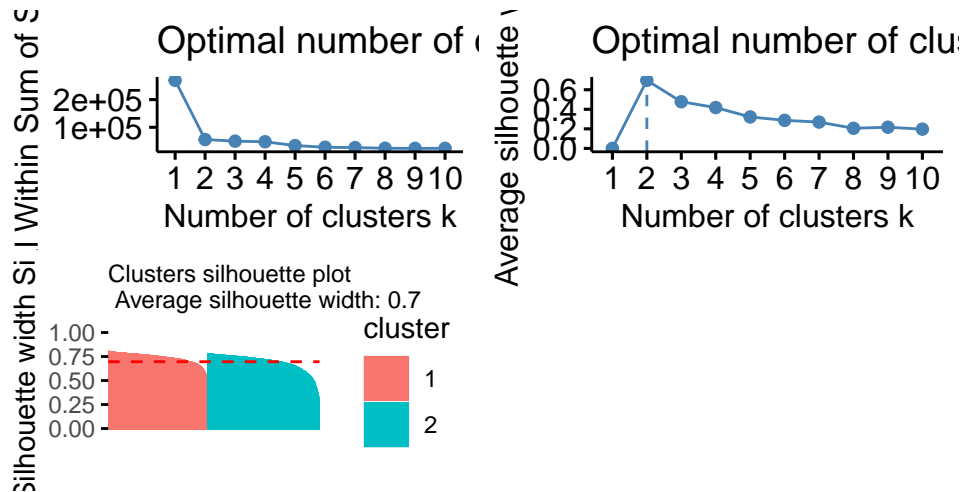 Optimal number of
l Within Sum of S
2e+05
1e+05
1 2 3 4 5 6 7 8 9 10
Number of clusters k
Optimal number of clus
Average silhouette
0.6
0.4
0.2
0.0
1 2 3 4 5 6 7 8 9 10
Number of clusters k
Clusters silhouette plot
Average silhouette width: 0.7
Silhouette width Si
1.00
0.75
0.50
0.25
0.00
cluster
1
2